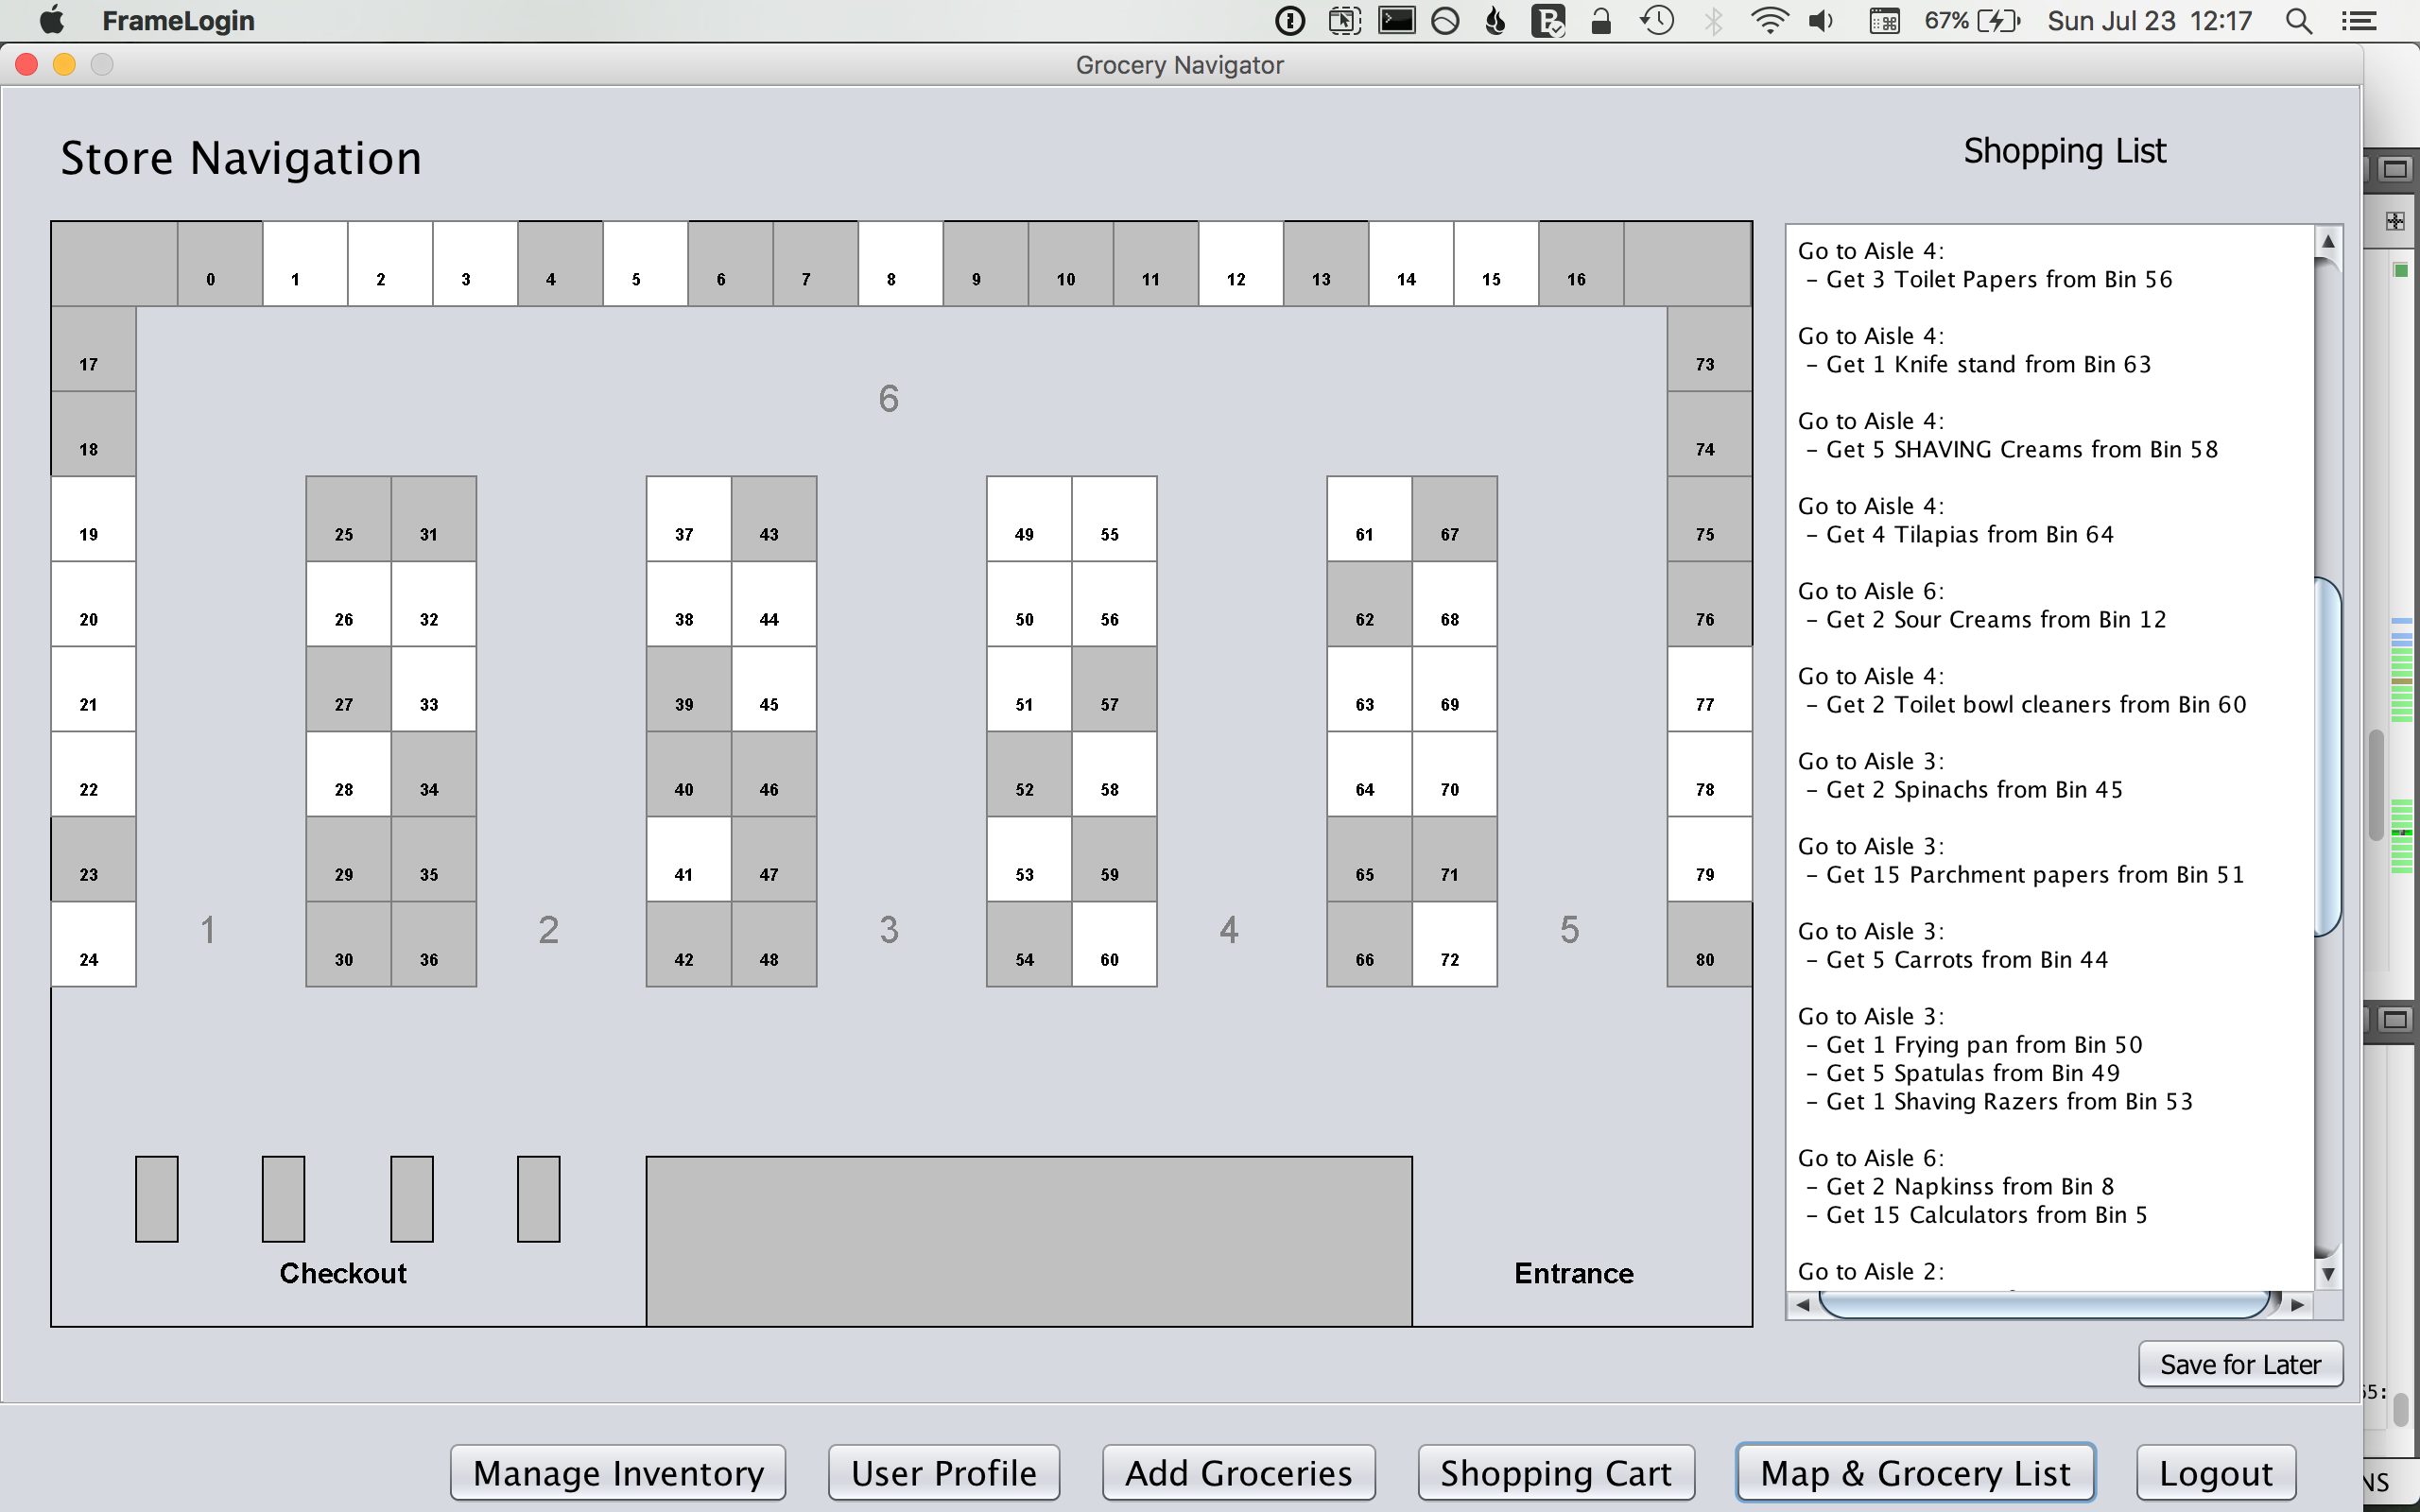 FrameLogin
67%
Sun Jul 23 12:17
Grocery Navigator
Store Navigation
Shopping List
0 1 2 3 4 5 6 7 8 9 10 11 12 13 14 15 16
17 73
6
18 74
19 25 31 37 43 49 55 61 67 75
20 26 32 38 44 50 56 62 68 76
21 27 33 39 45 51 57 63 69 77
22 28 34 40 46 52 58 64 70 78
23 29 35 41 47 53 59 65 71 79
1 2 3 4 5
24 30 36 42 48 54 60 66 72 80
Checkout
Entrance
Go to Aisle 4:
- Get 3 Toilet Papers from Bin 56
Go to Aisle 4:
- Get 1 Knife stand from Bin 63
Go to Aisle 4:
- Get 5 SHAVING Creams from Bin 58
Go to Aisle 4:
- Get 4 Tilapias from Bin 64
Go to Aisle 6:
- Get 2 Sour Creams from Bin 12
Go to Aisle 4:
- Get 2 Toilet bowl cleaners from Bin 60
Go to Aisle 3:
- Get 2 Spinachs from Bin 45
Go to Aisle 3:
- Get 15 Parchment papers from Bin 51
Go to Aisle 3:
- Get 5 Carrots from Bin 44
Go to Aisle 3:
- Get 1 Frying pan from Bin 50
- Get 5 Spatulas from Bin 49
- Get 1 Shaving Razers from Bin 53
Go to Aisle 6:
- Get 2 Napkinss from Bin 8
- Get 15 Calculators from Bin 5
Go to Aisle 2:
Save for Later
Manage Inventory
User Profile
Add Groceries
Shopping Cart
Map & Grocery List
Logout